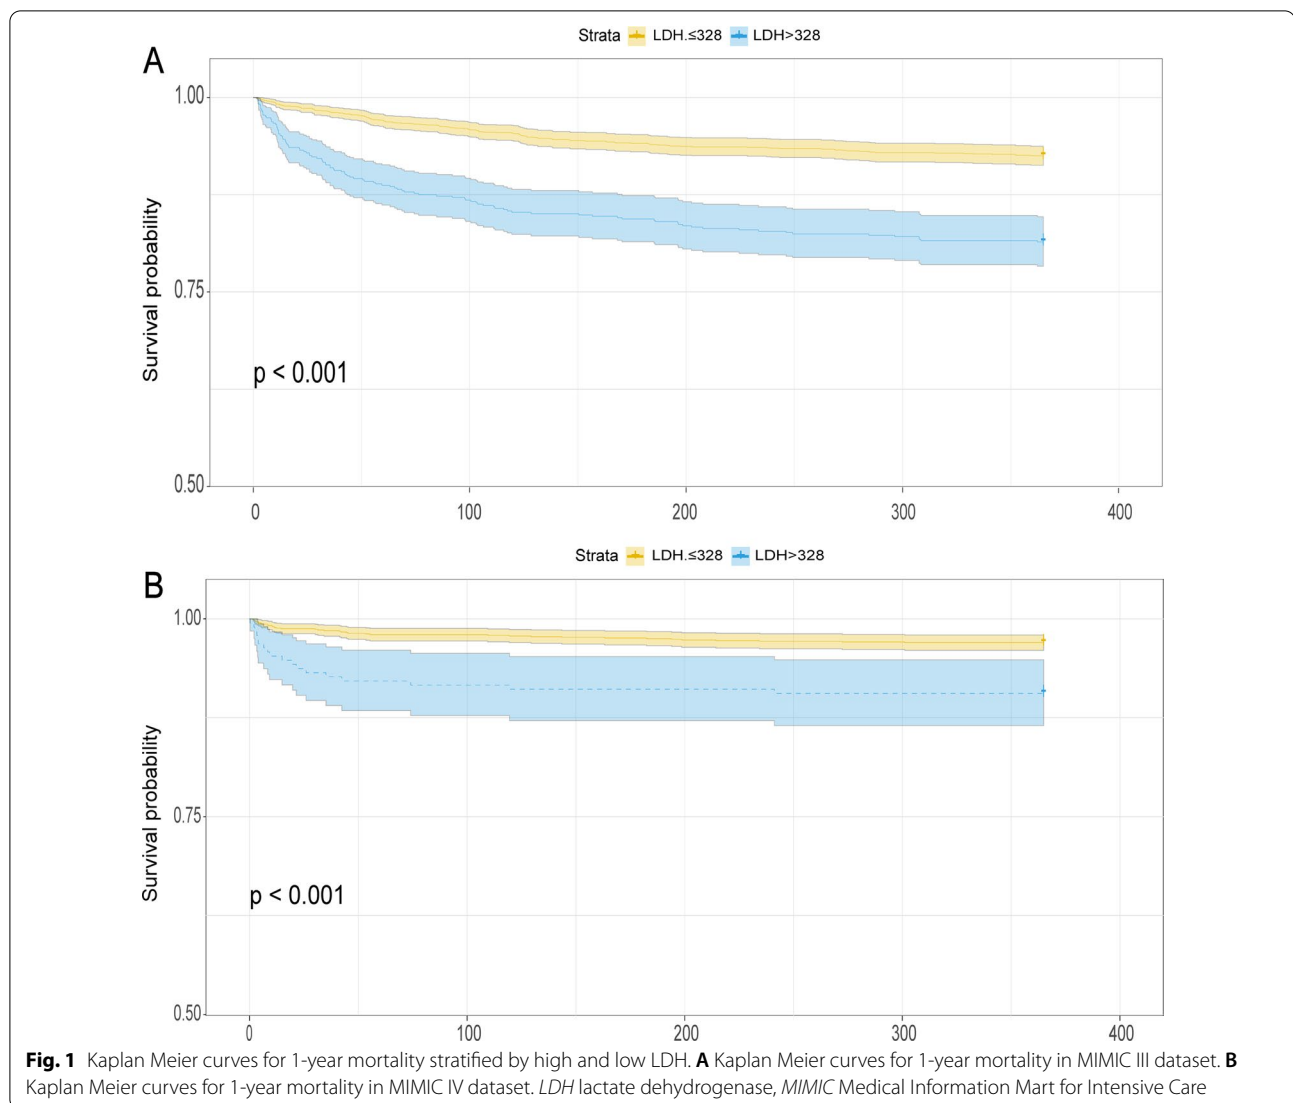 Strata LDH.≤328 LDH>328
A
1.00
0.75
0.50
Survival probability
p < 0.001
0 100 200 300 400
Strata LDH.≤328 LDH>328
B
1.00
0.75
0.50
Survival probability
p < 0.001
0 100 200 300 400
Fig. 1 Kaplan Meier curves for 1-year mortality stratified by high and low LDH. A Kaplan Meier curves for 1-year mortality in MIMIC III dataset. B
Kaplan Meier curves for 1-year mortality in MIMIC IV dataset. LDH lactate dehydrogenase, MIMIC Medical Information Mart for Intensive Care